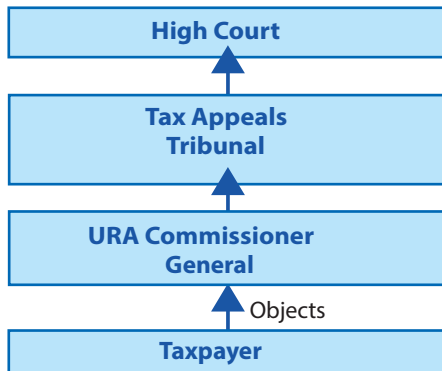 High Court
Tax Appeals
Tribunal
URA Commissioner
General
Objects
Taxpayer